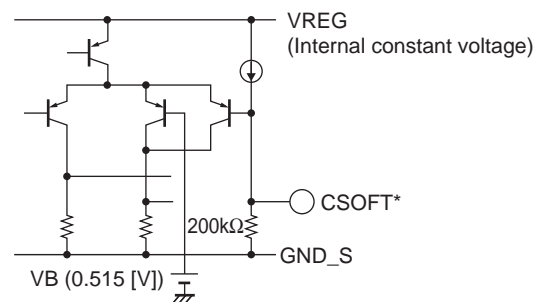 VREG
(Internal constant voltage)
CSOFT*
200kΩ
GND_S
VB (0.515 [V])